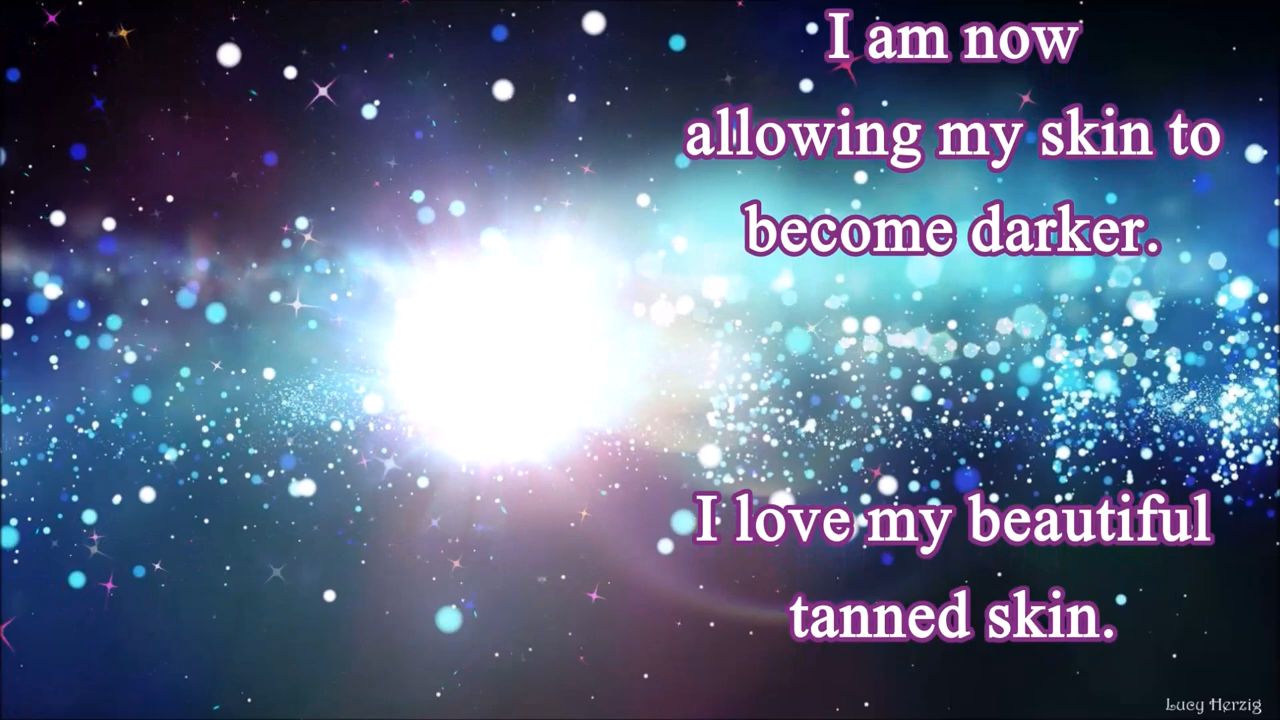 I am now
allowing my skin to
become darker.
I love my beautiful
tanned skin.
Lucy Herzig